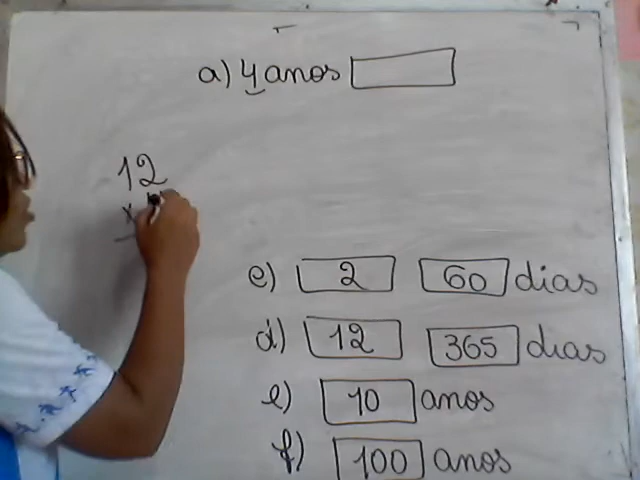 a) 4 anos
12
x
e) 2 60 dias
d) 12 365 dias
e) 10 anos
f) 100 anos